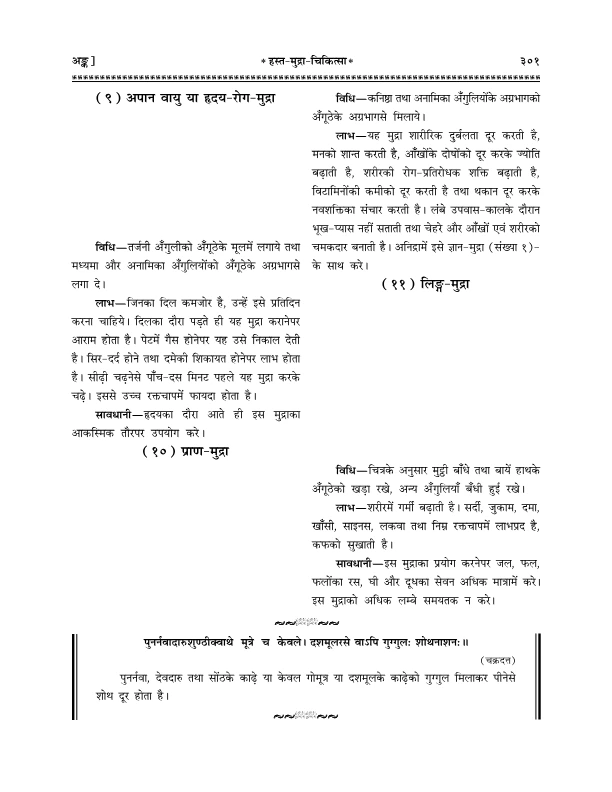 अङ्क ]
* हस्त-मुद्रा-चिकित्सा *
३०१
( ९ ) अपान वायु या हृदय-रोग-मुद्रा
विधि—तर्जनी अँगुलीको अँगूठेके मूलमें लगाये तथा
मध्यमा और अनामिका अँगुलियोंको अँगूठेके अग्रभागसे
लगा दे।
लाभ—जिनका दिल कमजोर है, उन्हें इसे प्रतिदिन
करना चाहिये। दिलका दौरा पड़ते ही यह मुद्रा करानेपर
आराम होता है। पेटमें गैस होनेपर यह उसे निकाल देती
है। सिर-दर्द होने तथा दमेकी शिकायत होनेपर लाभ होता
है। सीढ़ी चढ़नेसे पाँच-दस मिनट पहले यह मुद्रा करके
चढ़े। इससे उच्च रक्तचापमें फायदा होता है।
सावधानी—हृदयका दौरा आते ही इस मुद्राका
आकस्मिक तौरपर उपयोग करे।
( १० ) प्राण-मुद्रा
विधि—कनिष्ठा तथा अनामिका अँगुलियोंके अग्रभागको
अँगूठेके अग्रभागसे मिलाये।
लाभ—यह मुद्रा शारीरिक दुर्बलता दूर करती है,
मनको शान्त करती है, आँखोंके दोषोंको दूर करके ज्योति
बढ़ाती है, शरीरकी रोग-प्रतिरोधक शक्ति बढ़ाती है,
विटामिनोंकी कमीको दूर करती है तथा थकान दूर करके
नवशक्तिका संचार करती है। लंबे उपवास-कालके दौरान
भूख-प्यास नहीं सताती तथा चेहरे और आँखों एवं शरीरको
चमकदार बनाती है। अनिद्रामें इसे ज्ञान-मुद्रा (संख्या १)-
के साथ करे।
( ११ ) लिङ्ग-मुद्रा
विधि—चित्रके अनुसार मुट्ठी बाँधे तथा बायें हाथके
अँगूठेको खड़ा रखे, अन्य अँगुलियाँ बँधी हुई रखे।
लाभ—शरीरमें गर्मी बढ़ाती है। सर्दी, जुकाम, दमा,
खाँसी, साइनस, लकवा तथा निम्न रक्तचापमें लाभप्रद है,
कफको सुखाती है।
सावधानी—इस मुद्राका प्रयोग करनेपर जल, फल,
फलोंका रस, घी और दूधका सेवन अधिक मात्रामें करे।
इस मुद्राको अधिक लम्बे समयतक न करे।
पुनर्नवादारुशुण्ठीक्वाथे मूत्रे च केवले। दशमूलरसे वाऽपि गुग्गुलः शोथनाशनः॥
(चक्रदत्त)
पुनर्नवा, देवदारु तथा सोंठके काढ़े या केवल गोमूत्र या दशमूलके काढ़ेको गुग्गुल मिलाकर पीनेसे
शोथ दूर होता है।